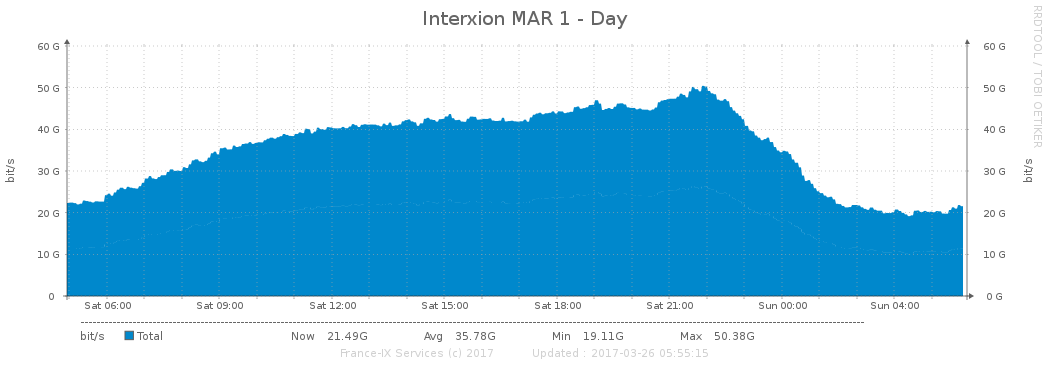 Interxion MAR 1 - Day
RRDTOOL / TOBI OETIKER
60 G 60 G
50 G 50 G
40 G 40 G
30 G 30 G
20 G 20 G
10 G 10 G
0 0 G
bit/s bit/s
Sat 06:00 Sat 09:00 Sat 12:00 Sat 15:00 Sat 18:00 Sat 21:00 Sun 00:00 Sun 04:00
bit/s Total Now 21.49G Avg 35.78G Min 19.11G Max 50.38G
France-IX Services (c) 2017 Updated : 2017-03-26 05:55:15